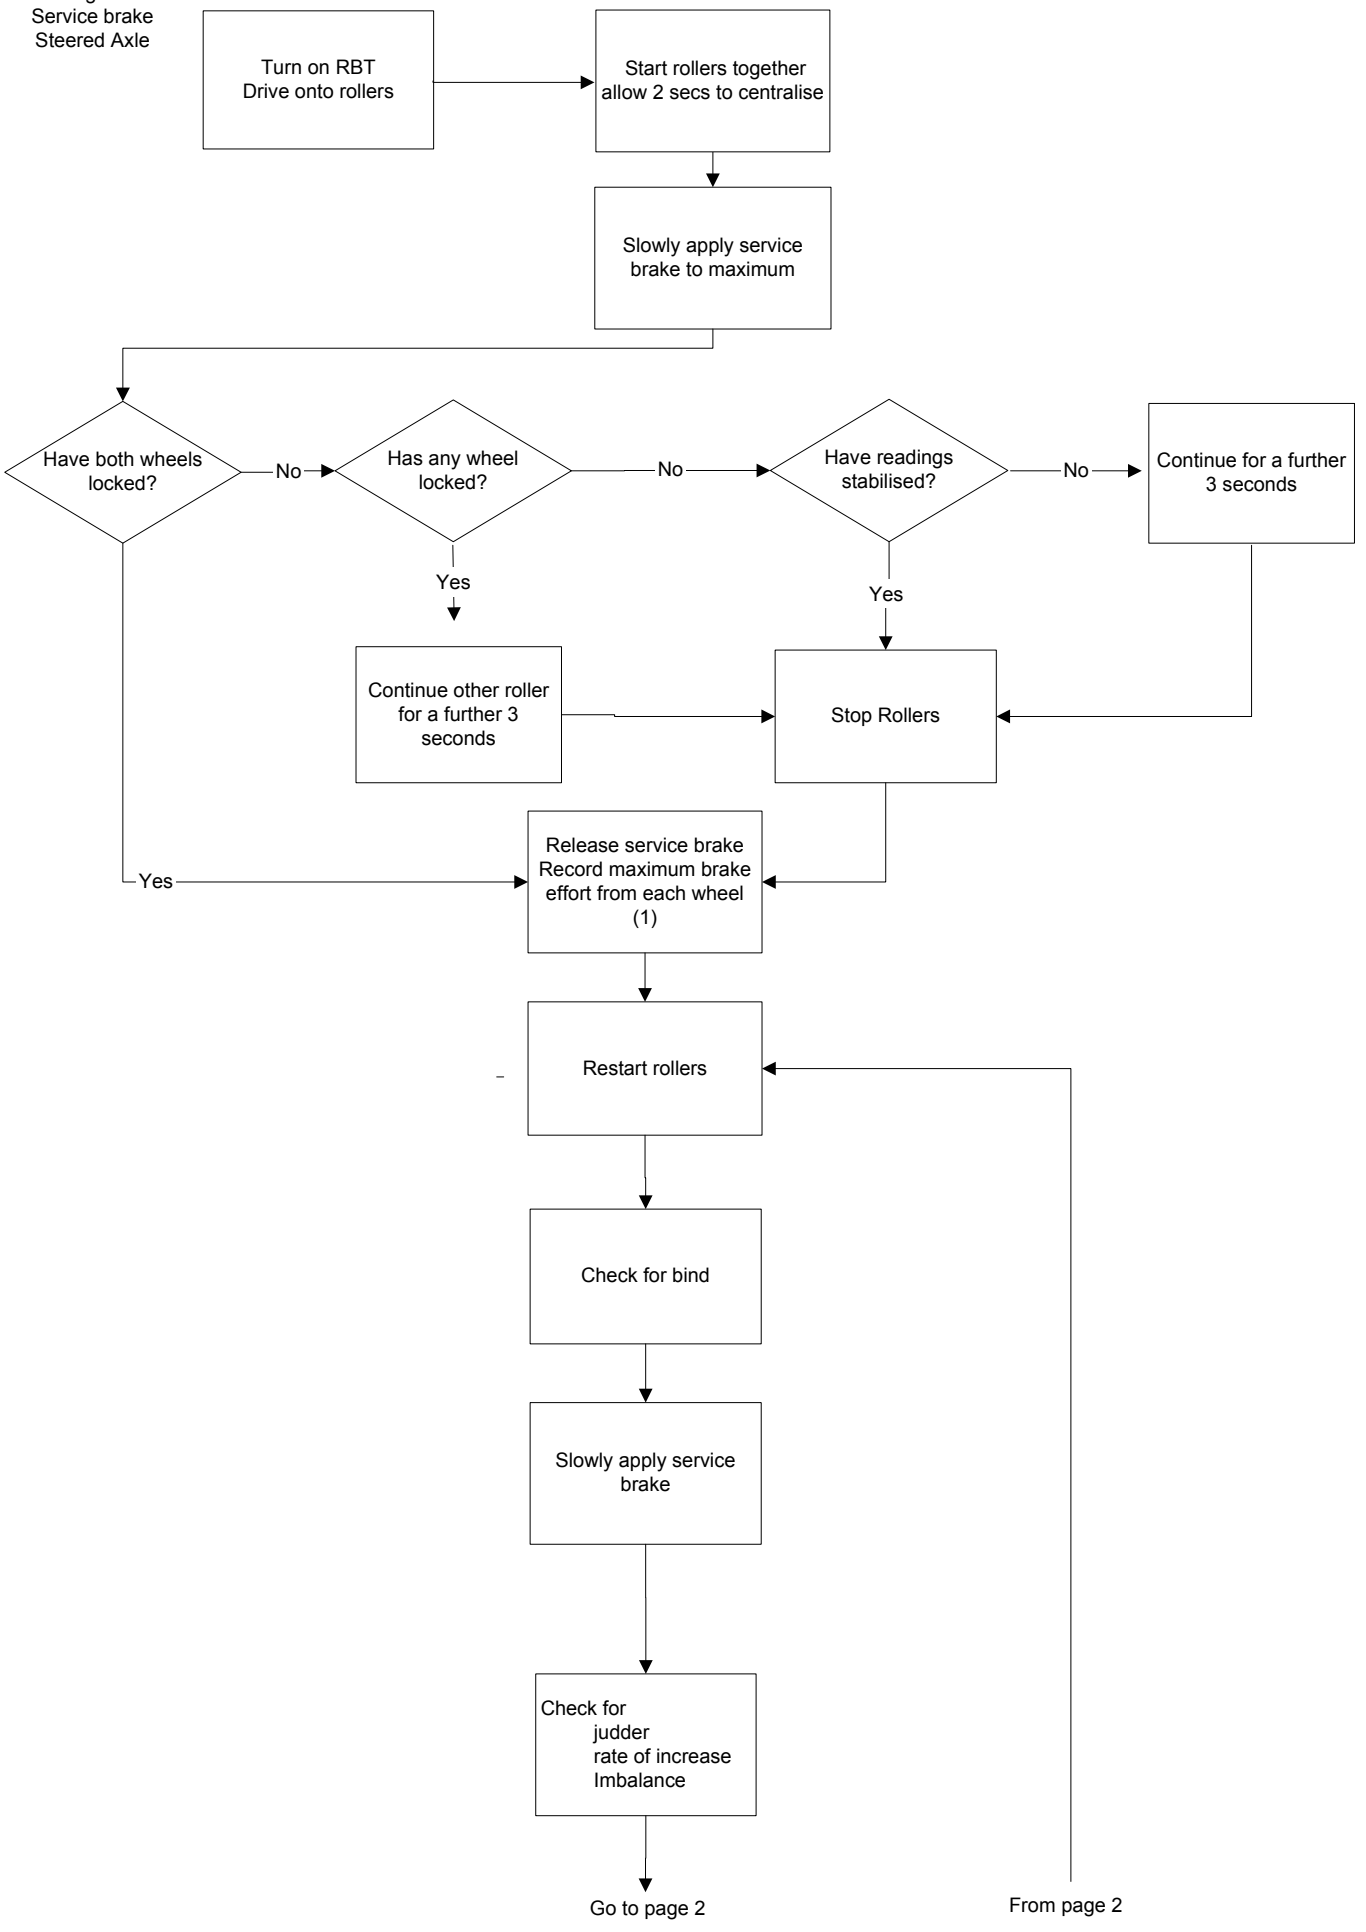 Service brake
Steered Axle
Turn on RBT
Drive onto rollers
Start rollers together
allow 2 secs to centralise
Slowly apply service
brake to maximum
Have both wheels
locked?
No
Has any wheel
locked?
No
Have readings
stabilised?
No
Continue for a further
3 seconds
Yes
Yes
Continue other roller
for a further 3
seconds
Stop Rollers
Yes
Release service brake
Record maximum brake
effort from each wheel
(1)
Restart rollers
Check for bind
Slowly apply service
brake
Check for
judder
rate of increase
Imbalance
Go to page 2
From page 2